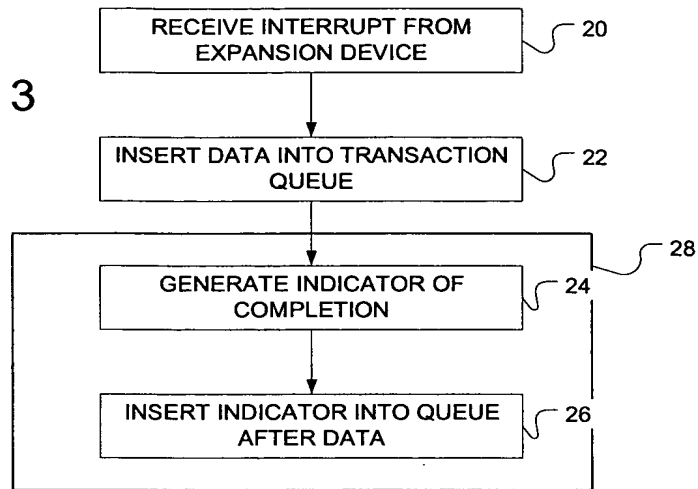 RECEIVE INTERRUPT FROM
EXPANSION DEVICE
20
3
INSERT DATA INTO TRANSACTION
QUEUE
22
28
GENERATE INDICATOR OF
COMPLETION
24
INSERT INDICATOR INTO QUEUE
AFTER DATA
26